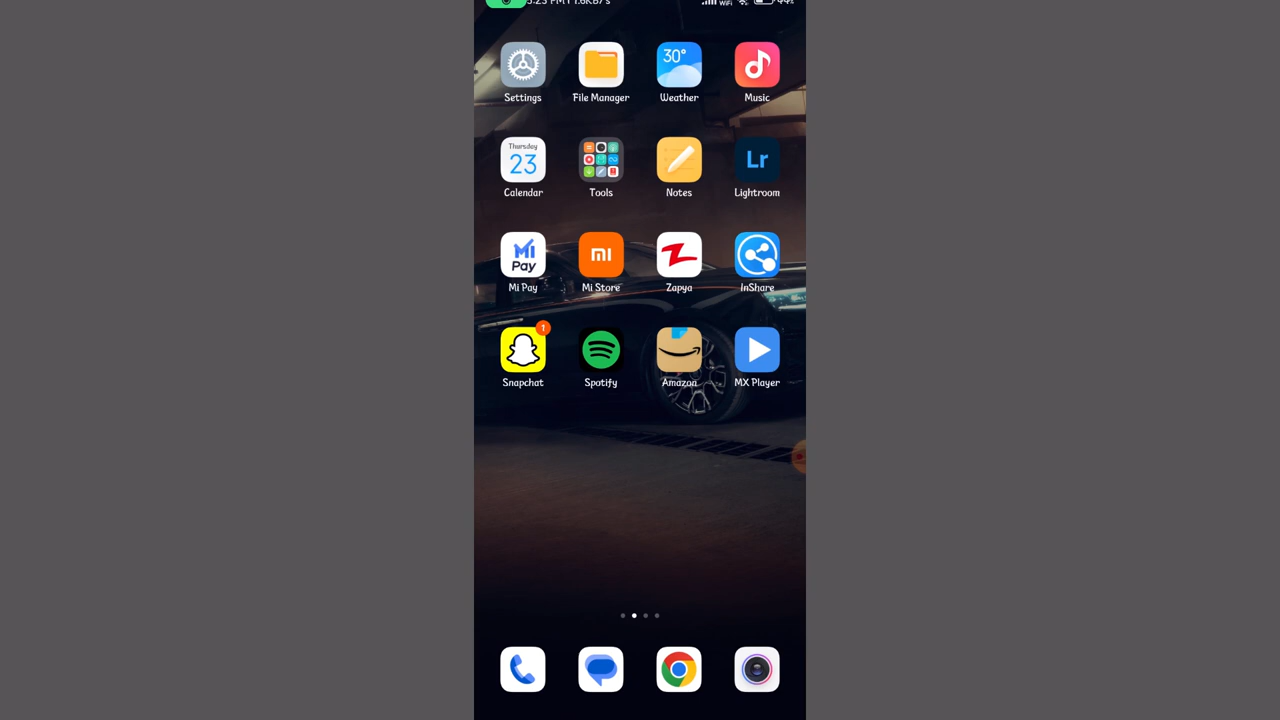 30°
Settings File Manager Weather Music
Thursday
23
Lr
Calendar Tools Notes Lightroom
Mi
Pay
mi
Mi Pay Mi Store Zapya InShare
1
Snapchat Spotify Amazon MX Player